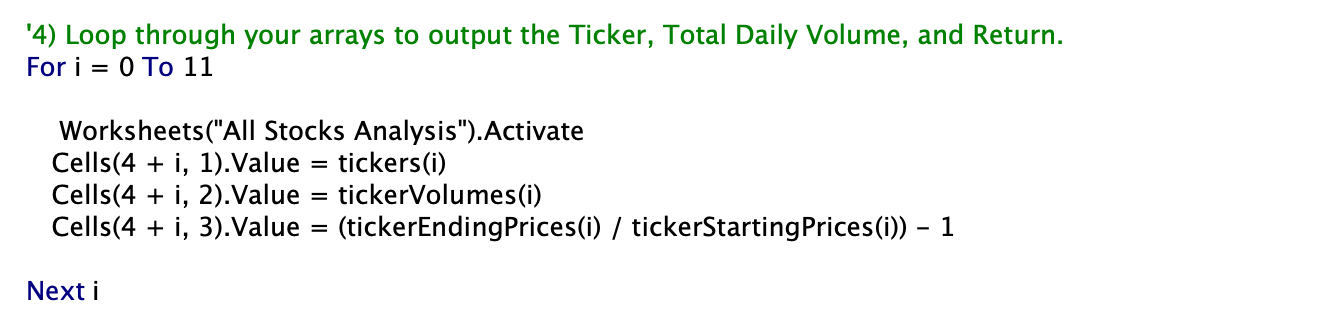 '4) Loop through your arrays to output the Ticker, Total Daily Volume, and Return.
For i = 0 To 11
Worksheets("All Stocks Analysis").Activate
Cells(4 + i, 1).Value = tickers(i)
Cells(4 + i, 2).Value = tickerVolumes(i)
Cells(4 + i, 3).Value = (tickerEndingPrices(i) / tickerStartingPrices(i)) - 1
Next i